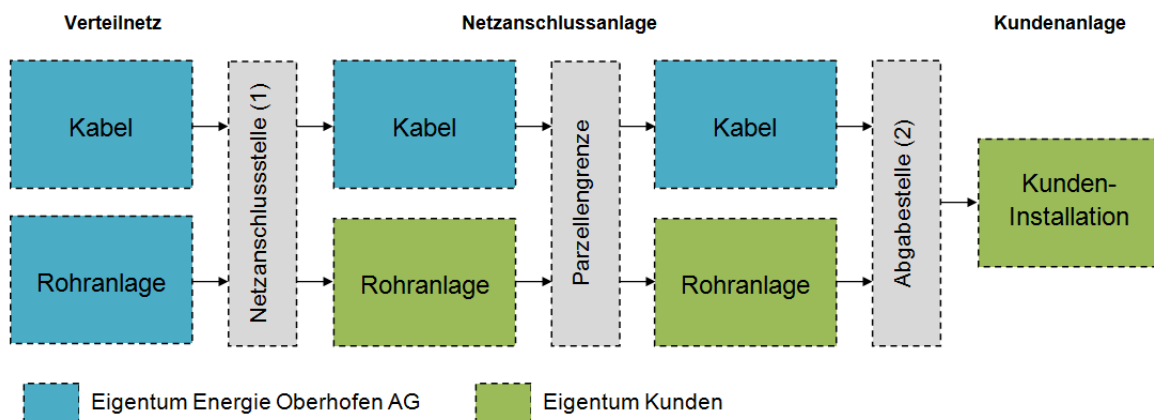 Verteilnetz
Netzanschlussanlage
Kundenanlage
Kabel
Netzanschlussstelle (1)
Kabel
Parzellengrenze
Kabel
Abgabestelle (2)
Kunden-
Installation
Rohranlage
Rohranlage
Rohranlage
Eigentum Energie Oberhofen AG
Eigentum Kunden